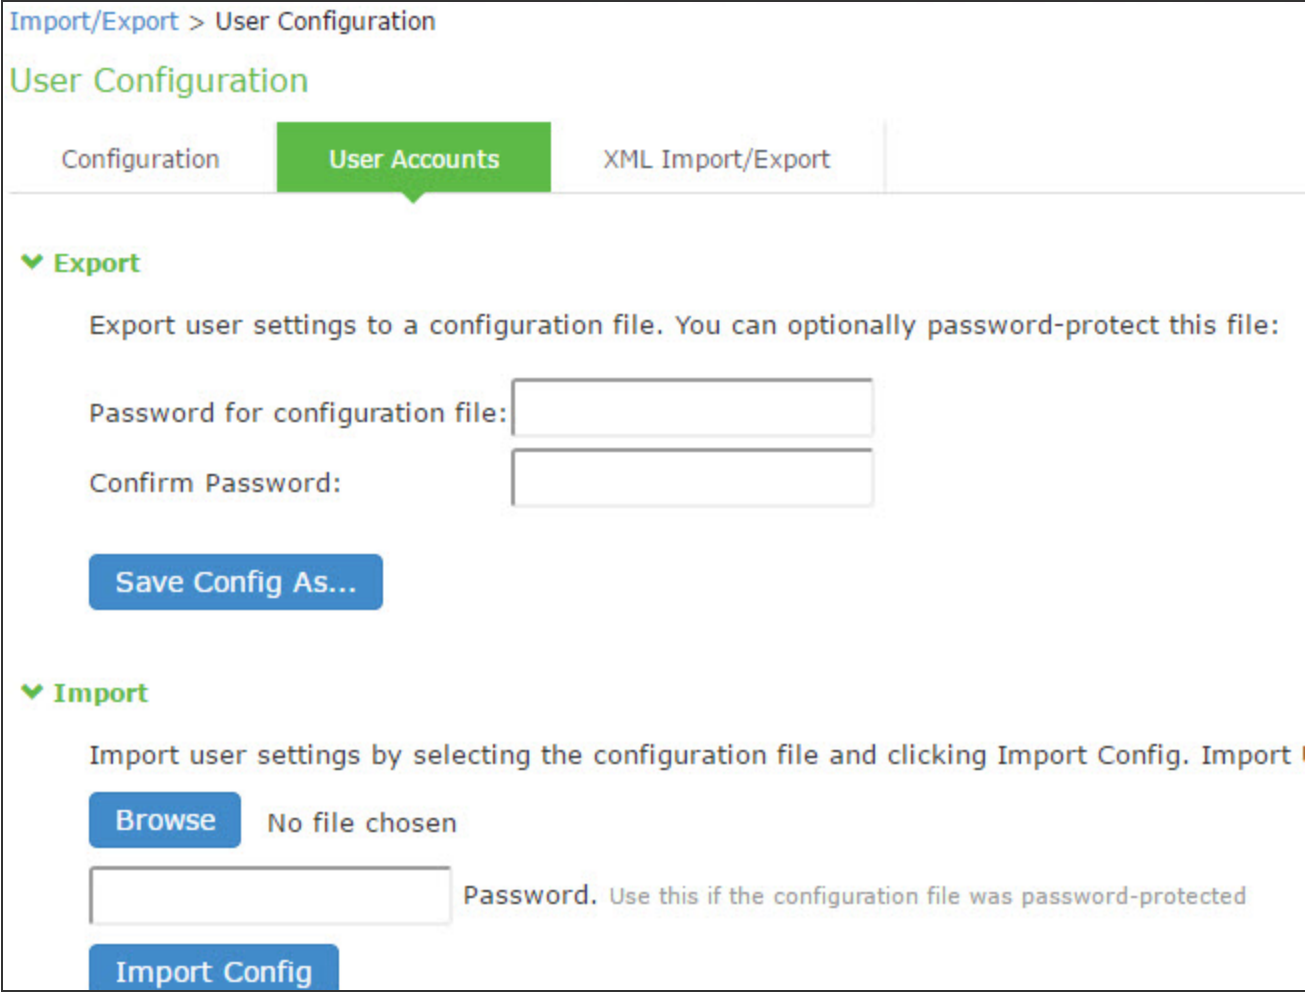 Import/Export > User Configuration
User Configuration
Configuration User Accounts XML Import/Export
Export
Export user settings to a configuration file. You can optionally password-protect this file:
Password for configuration file:
Confirm Password:
Save Config As...
Import
Import user settings by selecting the configuration file and clicking Import Config. Import
Browse No file chosen
Password. Use this if the configuration file was password-protected
Import Config